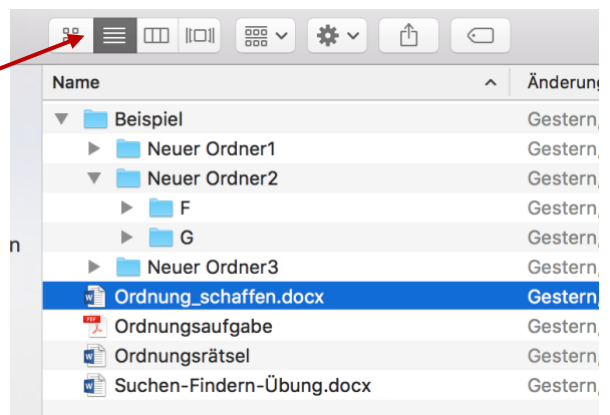 Name Änderung
Beispiel Gestern,
Neuer Ordner1 Gestern,
Neuer Ordner2 Gestern,
F Gestern,
G Gestern,
n Neuer Ordner3 Gestern,
Ordnung_schaffen.docx Gestern,
Ordnungsaufgabe Gestern,
Ordnungsrätsel Gestern,
Suchen-Findern-Übung.docx Gestern,